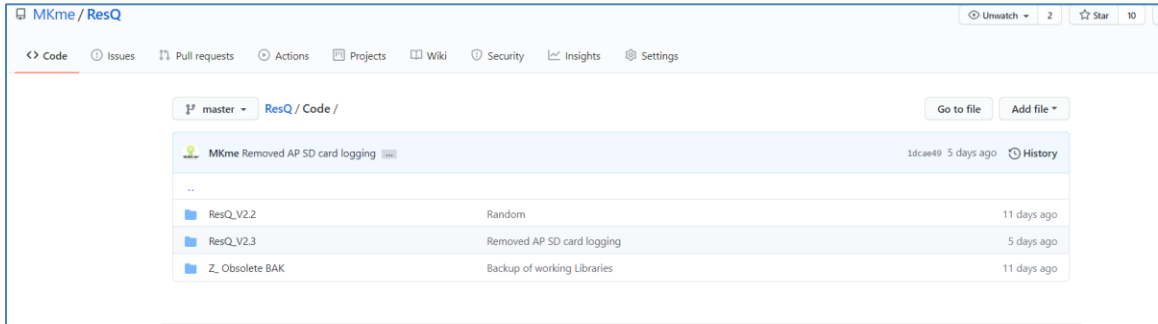 MKme / ResQ Unwatch 2 Star 10
Code Issues Pull requests Actions Projects Wiki Security Insights Settings
master ResQ / Code / Go to file Add file
MKme Removed AP SD card logging ... 1dcae49 5 days ago History
..
ResQ_V2.2 Random 11 days ago
ResQ_V2.3 Removed AP SD card logging 5 days ago
Z_ Obsolete BAK Backup of working Libraries 11 days ago